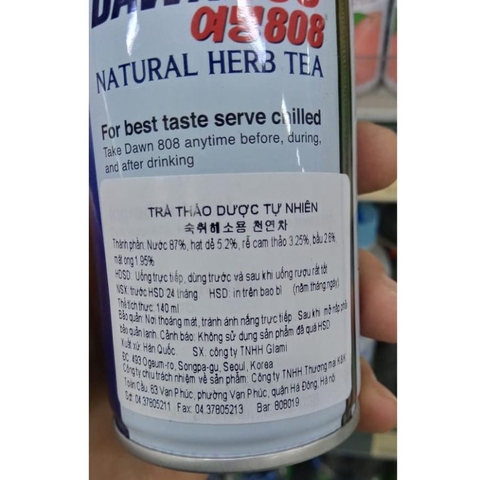 여명808
NATURAL HERB TEA
For best taste serve chilled
Take Dawn 808 anytime before, during,
and after drinking
TRÀ THẢO DƯỢC TỰ NHIÊN
숙취해소용 천연차
Thành phần: Nước 87%, hạt dẻ 5.2%, rễ cam thảo 3.25%, bầu 2.6%,
mật ong 1.95%
HDSD: Uống trực tiếp, dùng trước và sau khi uống rượu rất tốt
NSX: trước HSD 24 tháng HSD: in trên bao bì (năm tháng ngày)
Thể tích thực: 140 ml
Bảo quản: Nơi thoáng mát, tránh ánh nắng trực tiếp Sau khi mở nắp phải
bảo quản lạnh. Cảnh báo: Không sử dụng sản phẩm đã quá HSD.
Xuất xứ: Hàn Quốc. SX: công ty TNHH Glami
ĐC: 493 Ogeum-ro, Songpa-gu, Seoul, Korea
Công ty chịu trách nhiệm về sản phẩm: Công ty TNHH Thương mại K&K
Toàn Cầu. 63 Vạn Phúc, phường Vạn Phúc, quận Hà Đông, Hà nội
Sđt: 04.37805211 Fax: 04.37805213 Bar: 808019